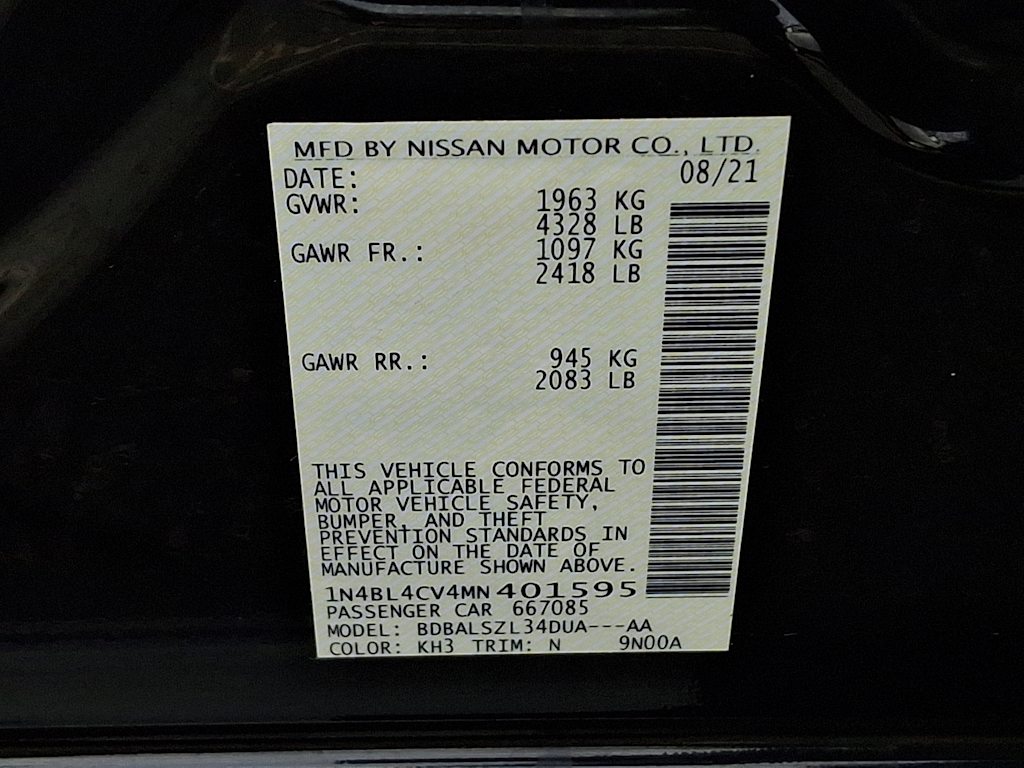 MFD BY NISSAN MOTOR CO., LTD.
DATE: 08/21
GVWR: 1963 KG
4328 LB
GAWR FR.: 1097 KG
2418 LB
GAWR RR.: 945 KG
2083 LB
THIS VEHICLE CONFORMS TO
ALL APPLICABLE FEDERAL
MOTOR VEHICLE SAFETY,
BUMPER, AND THEFT
PREVENTION STANDARDS IN
EFFECT ON THE DATE OF
MANUFACTURE SHOWN ABOVE.
1N4BL4CV4MN401595
PASSENGER CAR 667085
MODEL: BDBALSZL34DUA---AA
COLOR: KH3 TRIM: N 9N00A